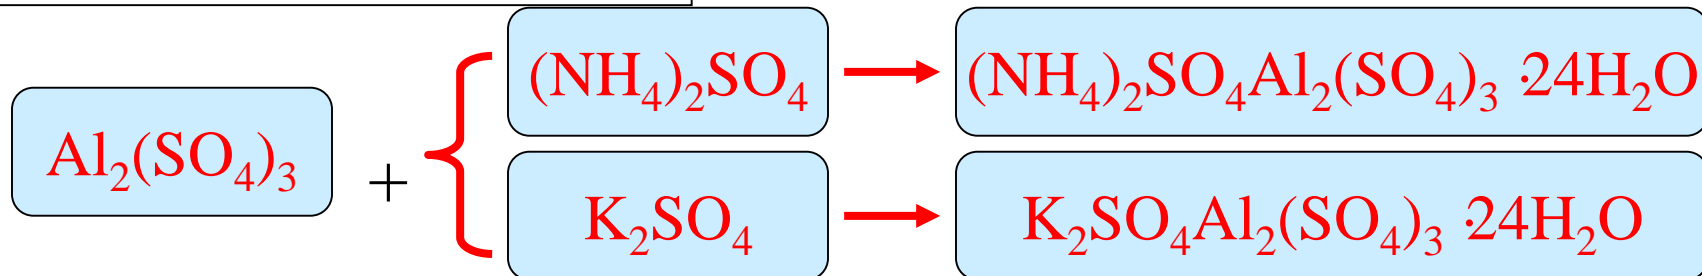 (NH₄)₂SO₄ → (NH₄)₂SO₄Al₂(SO₄)₃ ·24H₂O
Al₂(SO₄)₃ +
K₂SO₄ → K₂SO₄Al₂(SO₄)₃ ·24H₂O